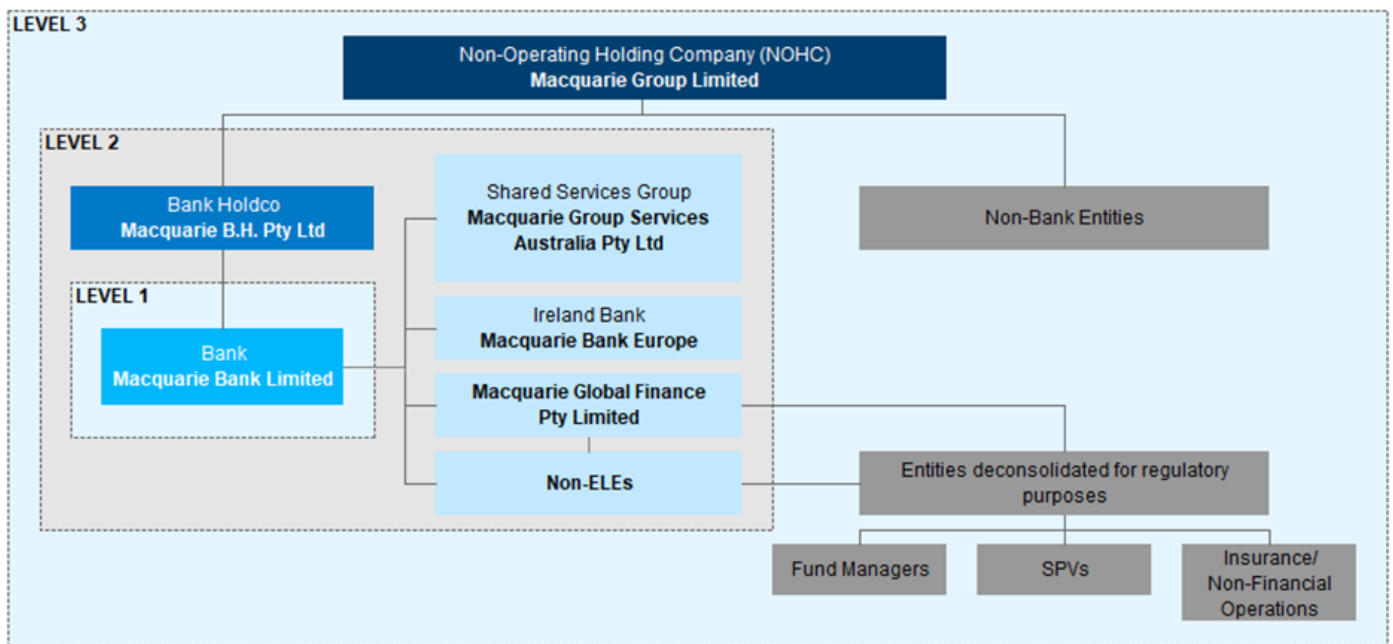 LEVEL 3
Non-Operating Holding Company (NOHC)
Macquarie Group Limited
LEVEL 2
Bank Holdco
Macquarie B.H. Pty Ltd
Shared Services Group
Macquarie Group Services
Australia Pty Ltd
Non-Bank Entities
LEVEL 1
Bank
Macquarie Bank Limited
Ireland Bank
Macquarie Bank Europe
Macquarie Global Finance
Pty Limited
Non-ELEs
Entities deconsolidated for regulatory
purposes
Fund Managers
SPVs
Insurance/
Non-Financial
Operations